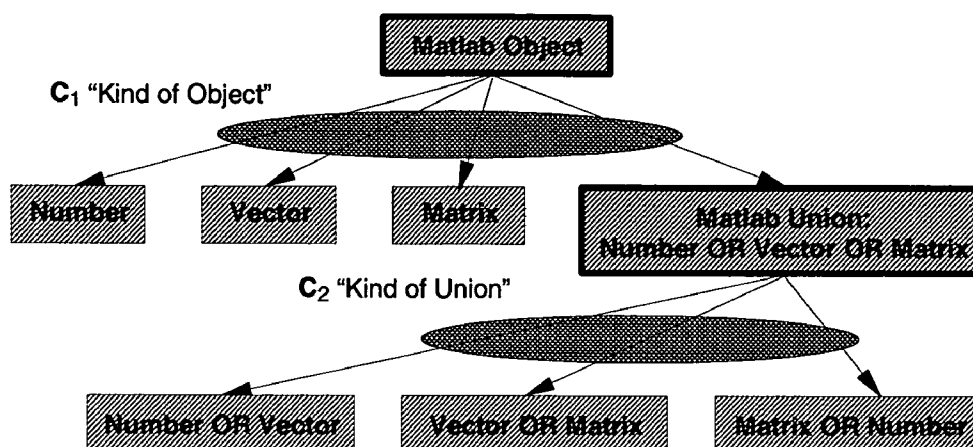 Matlab Object
C₁ “Kind of Object”
Number
Vector
Matrix
Matlab Union:
Number OR Vector OR Matrix
C₂ “Kind of Union”
Number OR Vector
Vector OR Matrix
Matrix OR Number